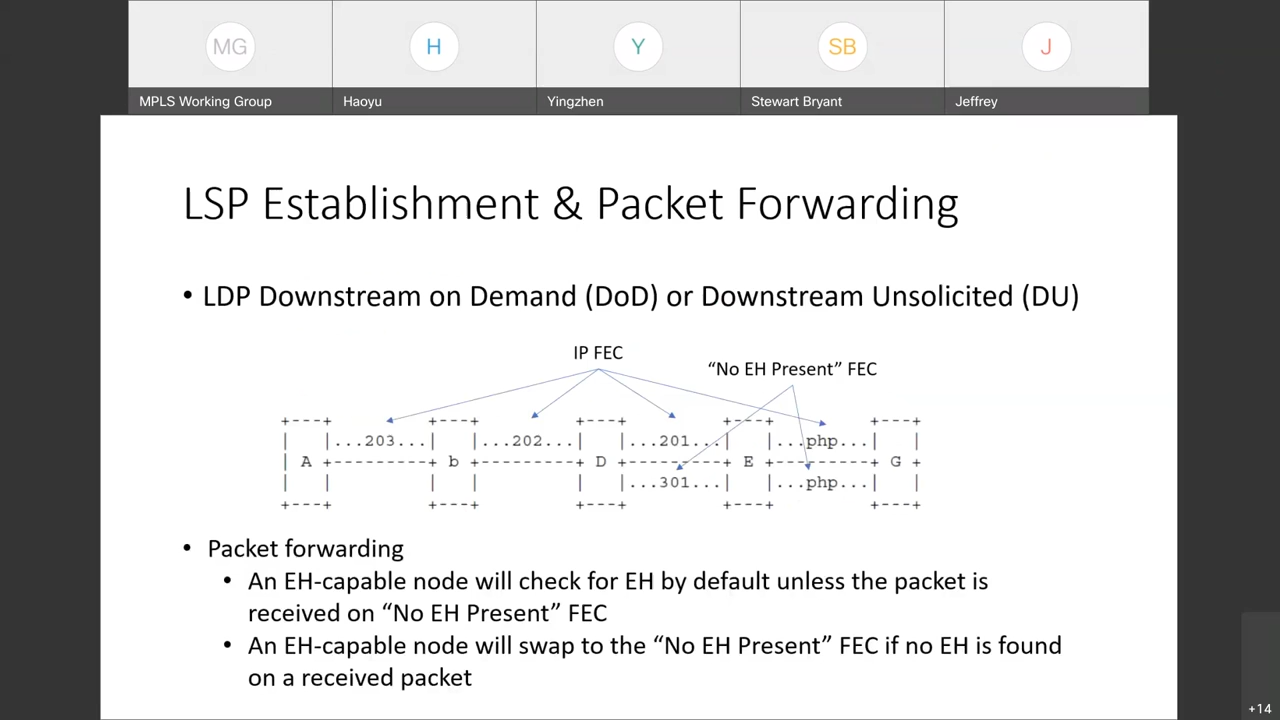 MG
H
Y
SB
J
MPLS Working Group
Haoyu
Yingzhen
Stewart Bryant
Jeffrey
LSP Establishment & Packet Forwarding
• LDP Downstream on Demand (DoD) or Downstream Unsolicited (DU)
IP FEC
“No EH Present” FEC
+---+ +---+ +---+ +---+ +---+
| |...203...| |...202...| |...201...| |...php...| |
| A +---------+ b +---------+ D +---------+ E +---------+ G +
| | | | | |...301...| |...php...| |
+---+ +---+ +---+ +---+ +---+
• Packet forwarding
• An EH-capable node will check for EH by default unless the packet is
received on “No EH Present” FEC
• An EH-capable node will swap to the “No EH Present” FEC if no EH is found
on a received packet
+14